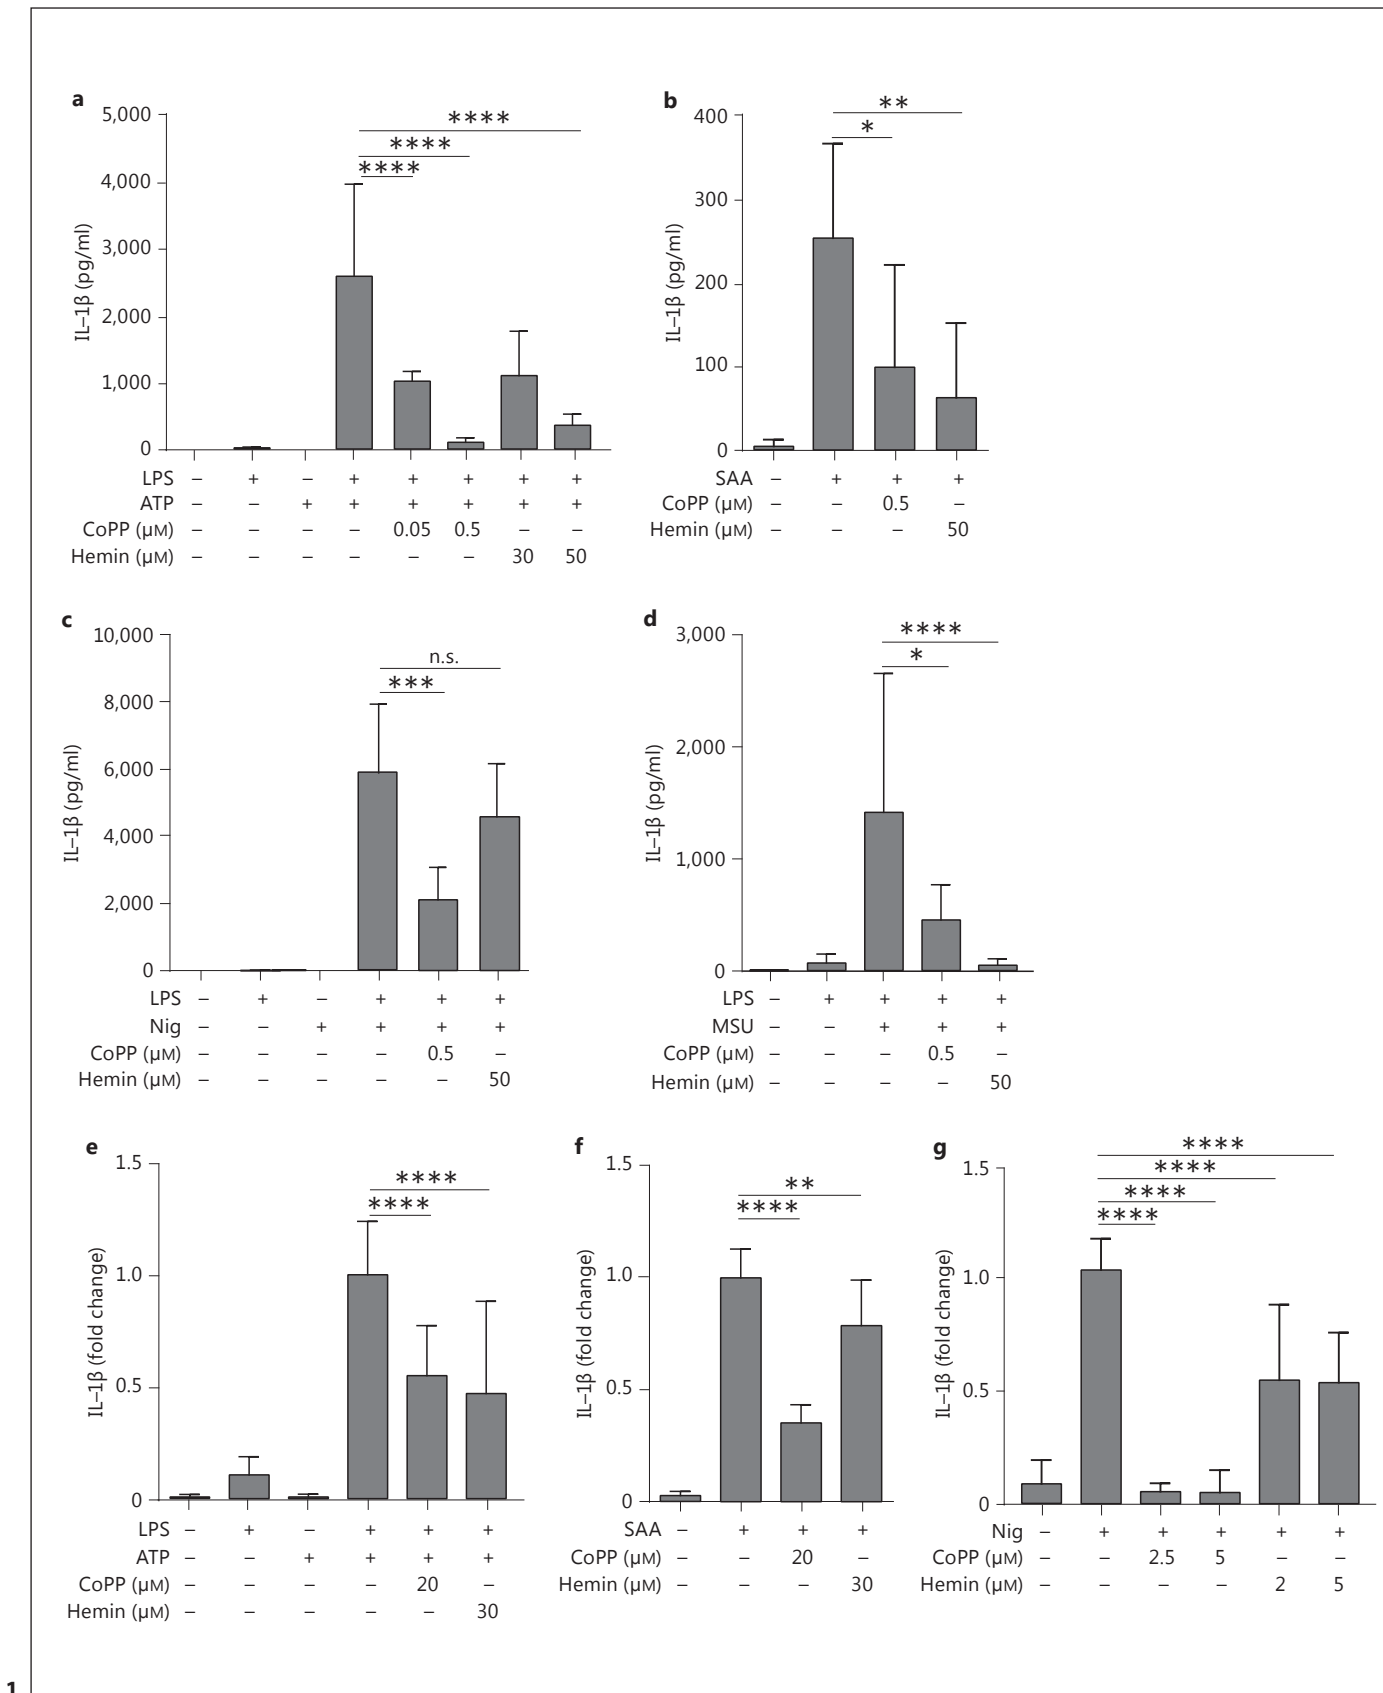 a
5,000
4,000
3,000
2,000
1,000
0
IL–1β (pg/ml)
****
****
****
LPS – + – + + + + +
ATP – – + + + + + +
CoPP (µM) – – – – 0.05 0.5 – –
Hemin (µM) – – – – – – 30 50
b
400
300
200
100
0
IL–1β (pg/ml)
**
*
SAA – + + +
CoPP (µM) – – 0.5 –
Hemin (µM) – – – 50
c
10,000
8,000
6,000
4,000
2,000
0
IL–1β (pg/ml)
n.s.
***
LPS – + – + + +
Nig – – + + + +
CoPP (µM) – – – – 0.5 –
Hemin (µM) – – – – – 50
d
3,000
2,000
1,000
0
IL–1β (pg/ml)
****
*
LPS – + + + +
MSU – – + + +
CoPP (µM) – – – 0.5 –
Hemin (µM) – – – – 50
e
1.5
1.0
0.5
0
IL–1β (fold change)
****
****
LPS – + – + + +
ATP – – + + + +
CoPP (µM) – – – – 20 –
Hemin (µM) – – – – – 30
f
1.5
1.0
0.5
0
IL–1β (fold change)
**
****
SAA – + + +
CoPP (µM) – – 20 –
Hemin (µM) – – – 30
g
1.5
1.0
0.5
0
IL–1β (fold change)
****
****
****
****
Nig – + + + + +
CoPP (µM) – – 2.5 5 – –
Hemin (µM) – – – – 2 5
1